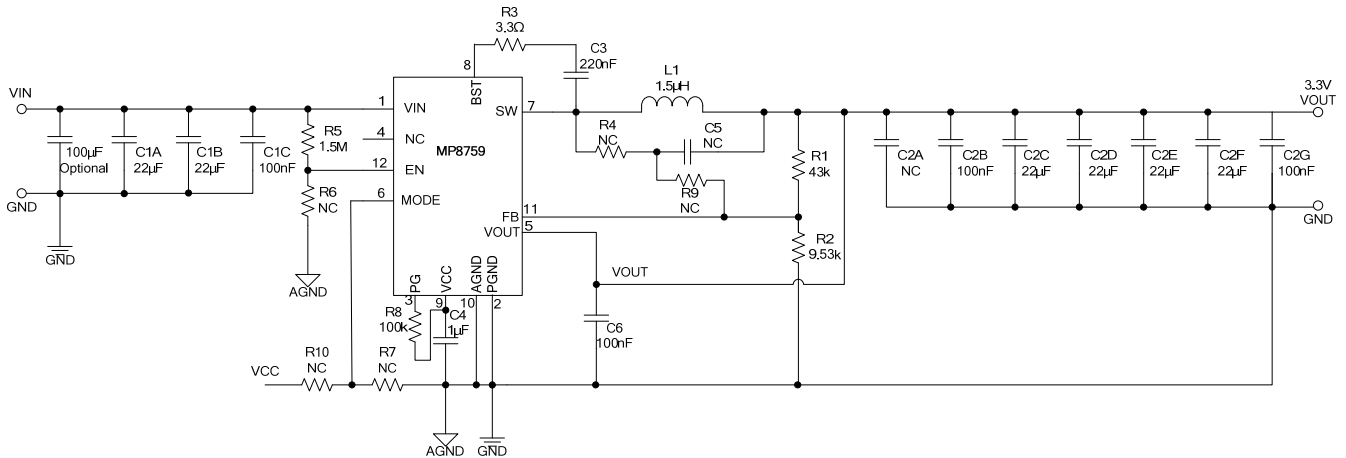 R3
3.3Ω
C3
220nF
L1
1.5µH
8
BST
VIN
1
VIN
SW
7
3.3V
VOUT
100µF
Optional
C1A
22µF
C1B
22µF
C1C
100nF
R5
1.5M
4
NC
MP8759
12
EN
R4
NC
C5
NC
R9
NC
R1
43k
C2A
NC
C2B
100nF
C2C
22µF
C2D
22µF
C2E
22µF
C2F
22µF
C2G
100nF
GND
R6
NC
6
MODE
FB
11
VOUT
5
GND
R2
9.53k
GND
AGND
PG
VCC
AGND
PGND
3
9
10
2
VOUT
R8
100k
C4
1µF
C6
100nF
VCC
R10
NC
R7
NC
AGND
GND